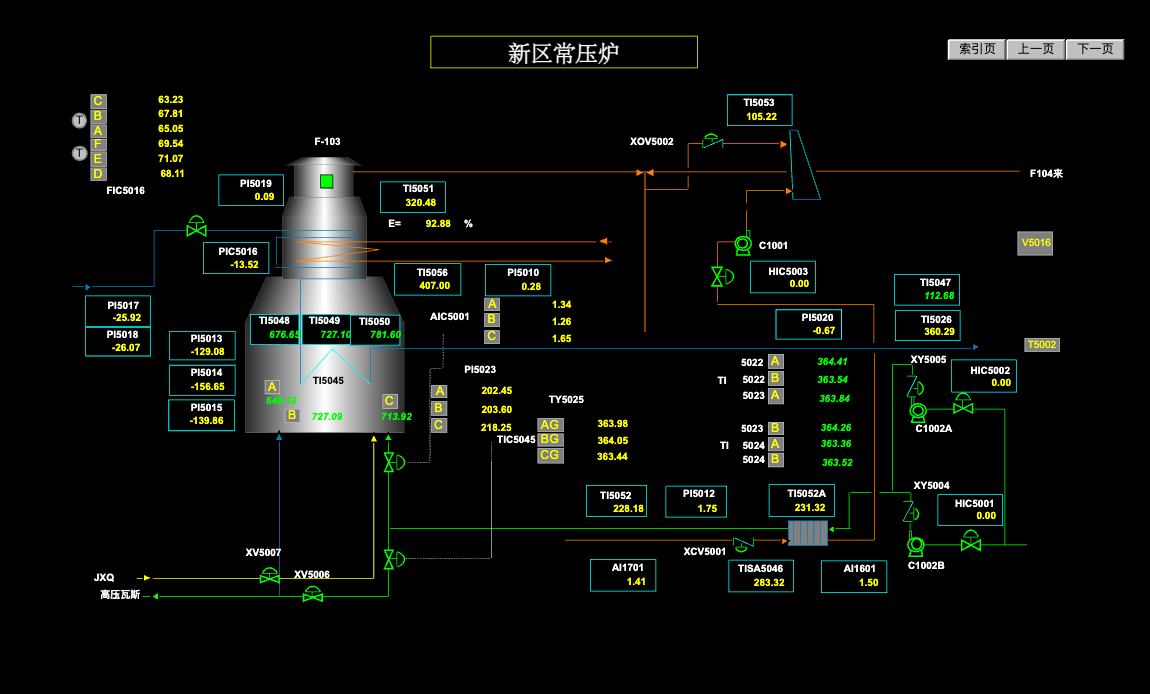 新区常压炉
索引页 上一页 下一页
C 63.23
B 67.81
A 65.05
F 69.54
E 71.07
D 68.11
T
T
FIC5016
F-103
PI5019
0.09
TI5051
320.48
E= 92.88 %
PIC5016
-13.52
TI5056
407.00
PI5010
0.28
A 1.34
B 1.26
C 1.65
AIC5001
XOV5002
TI5053
105.22
F104来
V5016
C1001
HIC5003
0.00
TI5047
112.68
PI5020
-0.67
TI5026
360.29
T5002
PI5017
-25.92
PI5018
-26.07
PI5013
-129.08
PI5014
-156.65
PI5015
-139.86
TI5048
676.65
TI5049
727.10
TI5050
781.60
TI5045
A
B 727.09
C
713.92
PI5023
A 202.45
B 203.60
C 218.25
TY5025
TIC5045
AG 363.98
BG 364.05
CG 363.44
5022 A 364.41
TI 5022 B 363.54
5023 A 363.84
5023 B 364.26
TI 5024 A 363.36
5024 B 363.52
XY5005
HIC5002
0.00
C1002A
XY5004
HIC5001
0.00
C1002B
TI5052
228.18
PI5012
1.75
TI5052A
231.32
XCV5001
AI1701
1.41
TISA5046
283.32
AI1601
1.50
XV5007
JXQ
XV5006
高压瓦斯